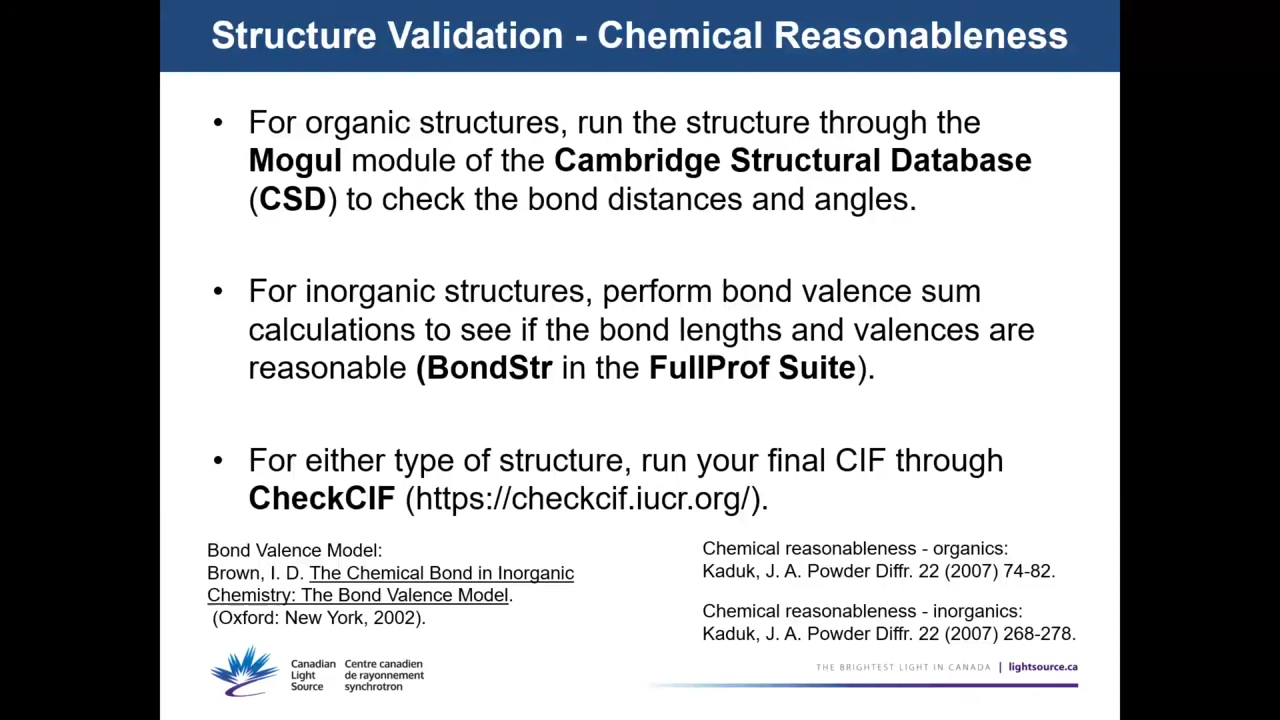 Structure Validation - Chemical Reasonableness
• For organic structures, run the structure through the
Mogul module of the Cambridge Structural Database
(CSD) to check the bond distances and angles.
• For inorganic structures, perform bond valence sum
calculations to see if the bond lengths and valences are
reasonable (BondStr in the FullProf Suite).
• For either type of structure, run your final CIF through
CheckCIF (https://checkcif.iucr.org/).
Bond Valence Model:
Brown, I. D. The Chemical Bond in Inorganic
Chemistry: The Bond Valence Model.
(Oxford: New York, 2002).
Chemical reasonableness - organics:
Kaduk, J. A. Powder Diffr. 22 (2007) 74-82.
Chemical reasonableness - inorganics:
Kaduk, J. A. Powder Diffr. 22 (2007) 268-278.
Canadian
Light
Source
Centre canadien
de rayonnement
synchrotron
THE BRIGHTEST LIGHT IN CANADA | lightsource.ca